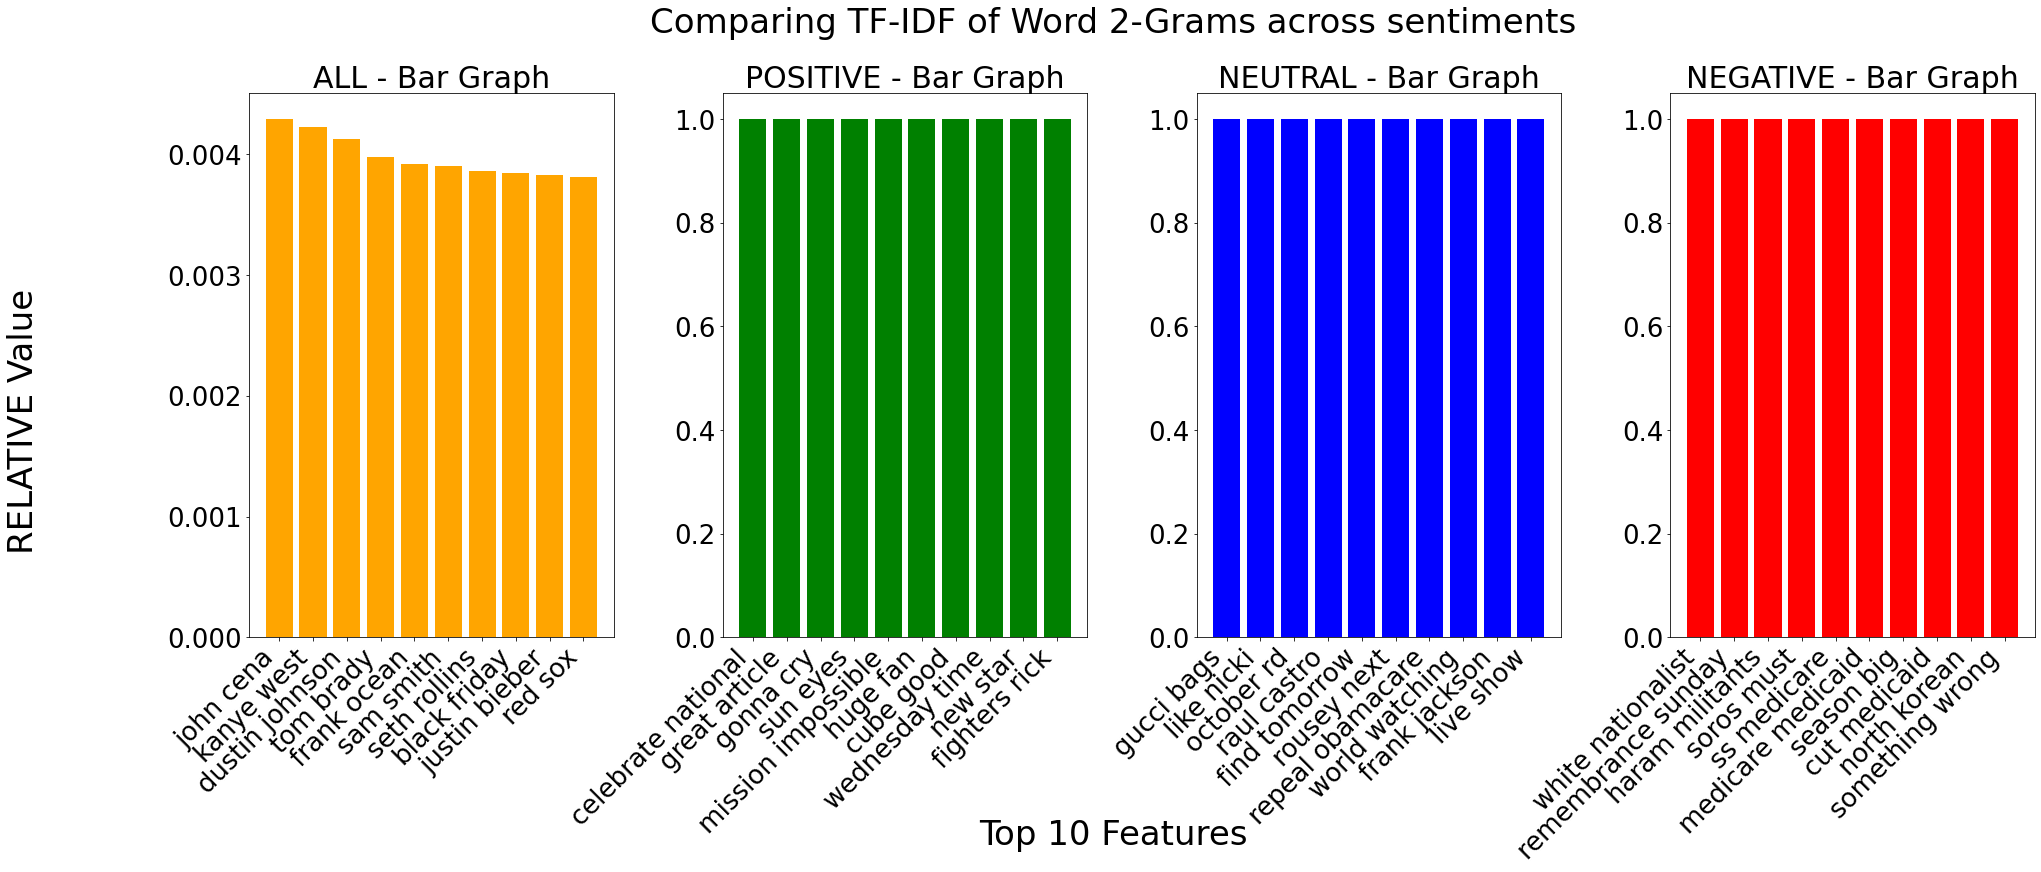 Comparing TF-IDF of Word 2-Grams across sentiments
RELATIVE Value
ALL - Bar Graph
0.004
0.003
0.002
0.001
0.000
john cena
kanye west
dustin johnson
tom brady
frank ocean
sam smith
seth rollins
black friday
justin bieber
red sox
POSITIVE - Bar Graph
1.0
0.8
0.6
0.4
0.2
0.0
celebrate national
great article
gonna cry
sun eyes
mission impossible
huge fan
cube good
wednesday time
new star
fighters rick
NEUTRAL - Bar Graph
1.0
0.8
0.6
0.4
0.2
0.0
gucci bags
like nicki
october rd
raul castro
find tomorrow
rousey next
repeal obamacare
world watching
frank jackson
live show
NEGATIVE - Bar Graph
1.0
0.8
0.6
0.4
0.2
0.0
white nationalist
remembrance sunday
haram militants
soros must
ss medicare
medicare medicaid
season big
cut medicaid
north korean
something wrong
Top 10 Features